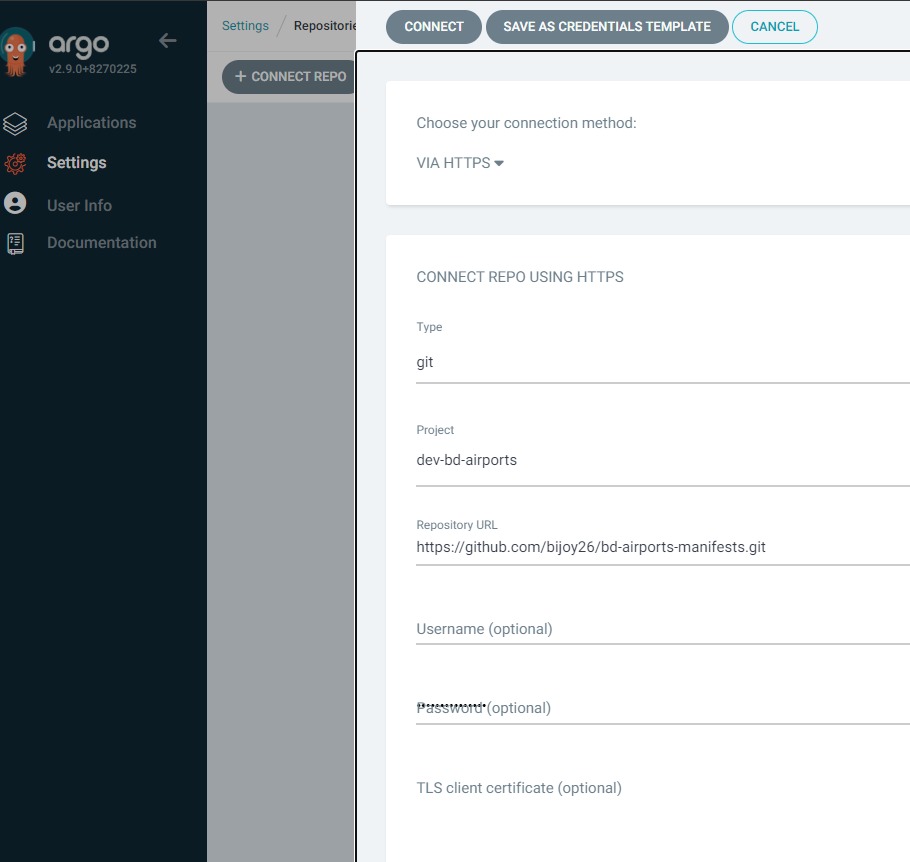 argo
v2.9.0+8270225
Applications
Settings
User Info
Documentation
Settings / Repositorie
+ CONNECT REPO
CONNECT
SAVE AS CREDENTIALS TEMPLATE
CANCEL
Choose your connection method:
VIA HTTPS
CONNECT REPO USING HTTPS
Type
git
Project
dev-bd-airports
Repository URL
https://github.com/bijoy26/bd-airports-manifests.git
Username (optional)
Password (optional)
TLS client certificate (optional)